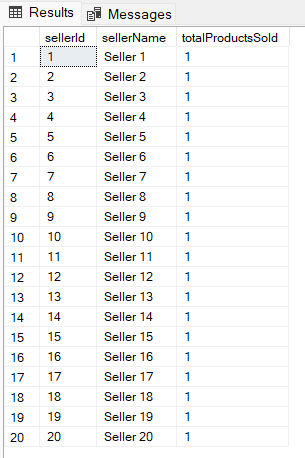 Results Messages
sellerId sellerName totalProductsSold
1 1 Seller 1 1
2 2 Seller 2 1
3 3 Seller 3 1
4 4 Seller 4 1
5 5 Seller 5 1
6 6 Seller 6 1
7 7 Seller 7 1
8 8 Seller 8 1
9 9 Seller 9 1
10 10 Seller 10 1
11 11 Seller 11 1
12 12 Seller 12 1
13 13 Seller 13 1
14 14 Seller 14 1
15 15 Seller 15 1
16 16 Seller 16 1
17 17 Seller 17 1
18 18 Seller 18 1
19 19 Seller 19 1
20 20 Seller 20 1